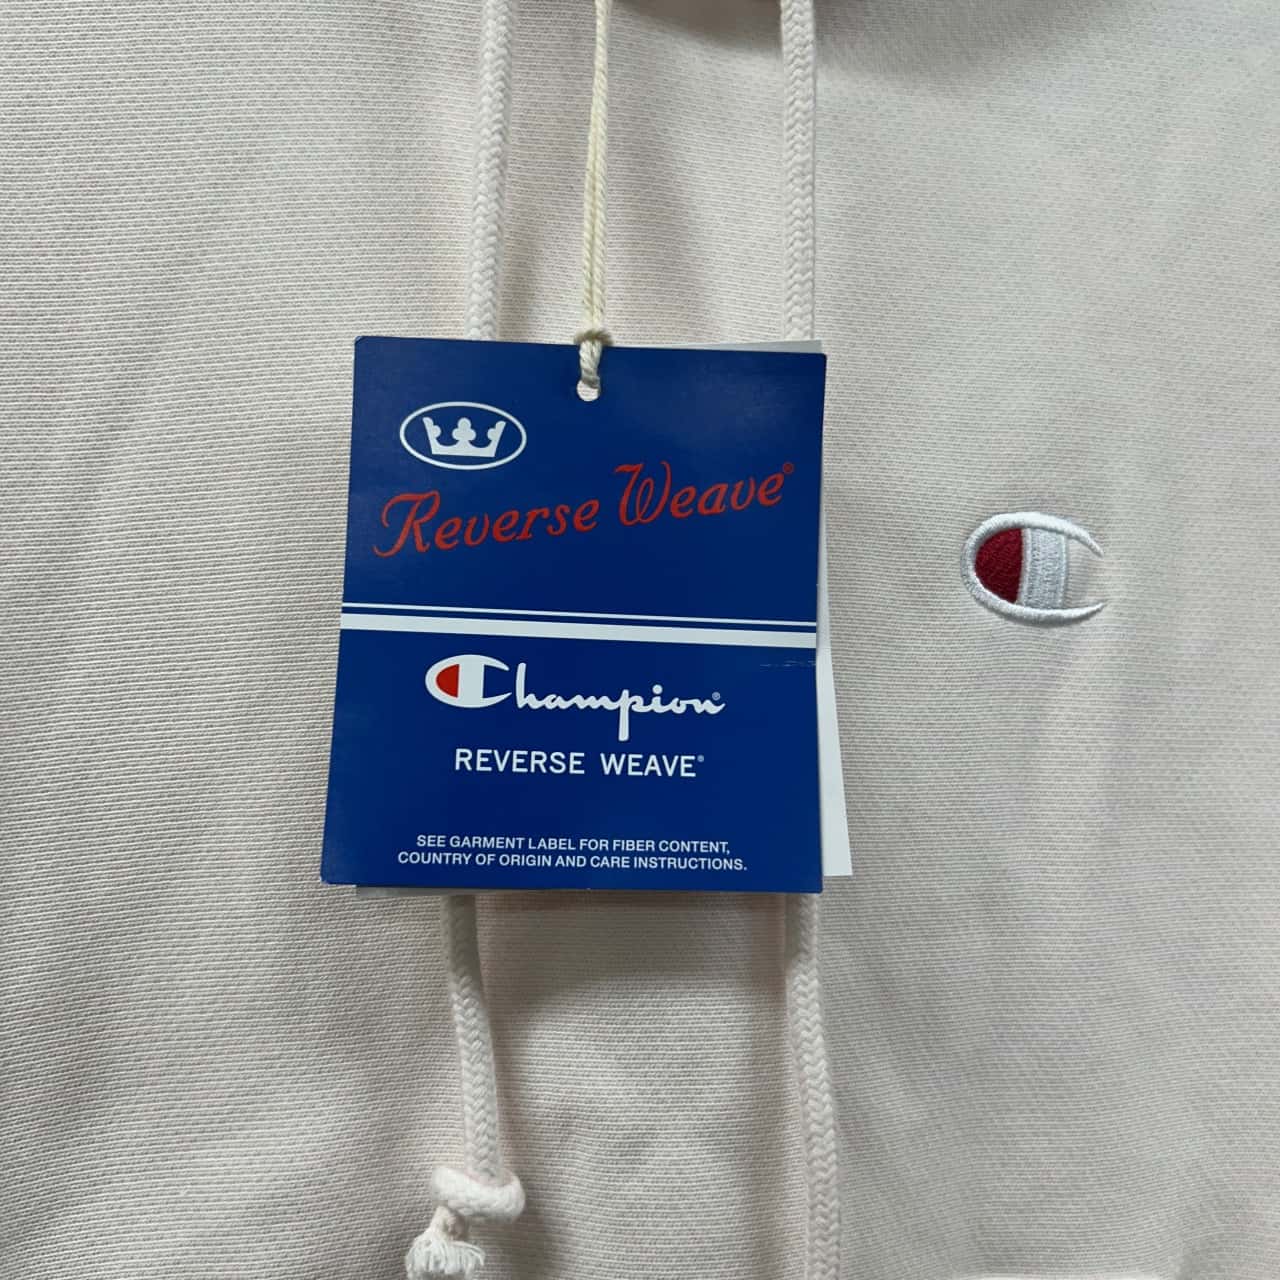 Reverse Weave®
Champion®
REVERSE WEAVE®
SEE GARMENT LABEL FOR FIBER CONTENT,
COUNTRY OF ORIGIN AND CARE INSTRUCTIONS.